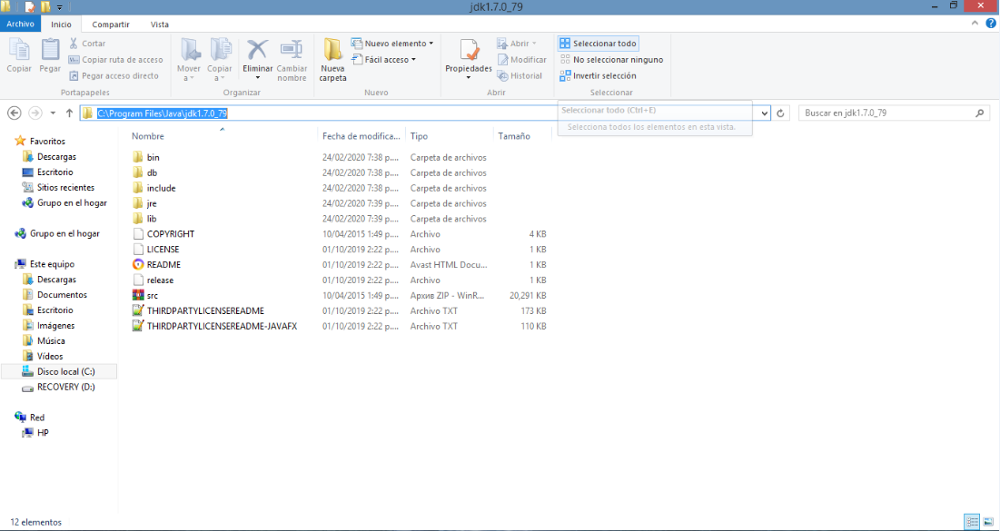 jdk1.7.0_79
Archivo Inicio Compartir Vista
Copiar
Pegar
Cortar
Copiar ruta de acceso
Pegar acceso directo
Portapapeles
Mover a
Copiar a
Eliminar
Cambiar nombre
Organizar
Nueva carpeta
Nuevo elemento
Fácil acceso
Nuevo
Propiedades
Abrir
Modificar
Historial
Abrir
Seleccionar todo
No seleccionar ninguno
Invertir selección
Seleccionar
C:\Program Files\Java\jdk1.7.0_79
Buscar en jdk1.7.0_79
Seleccionar todo (Ctrl+E)
Selecciona todos los elementos en esta vista.
Favoritos
Descargas
Escritorio
Sitios recientes
Grupo en el hogar
Grupo en el hogar
Este equipo
Descargas
Documentos
Escritorio
Imágenes
Música
Vídeos
Disco local (C:)
RECOVERY (D:)
Red
HP
Nombre Fecha de modifica... Tipo Tamaño
bin 24/02/2020 7:38 p.... Carpeta de archivos
db 24/02/2020 7:38 p.... Carpeta de archivos
include 24/02/2020 7:38 p.... Carpeta de archivos
jre 24/02/2020 7:39 p.... Carpeta de archivos
lib 24/02/2020 7:39 p.... Carpeta de archivos
COPYRIGHT 10/04/2015 1:49 p.... Archivo 4 KB
LICENSE 01/10/2019 2:22 p.... Archivo 1 KB
README 01/10/2019 2:22 p.... Avast HTML Docu... 1 KB
release 01/10/2019 2:22 p.... Archivo 1 KB
src 10/04/2015 1:49 p.... Архив ZIP - WinR... 20,291 KB
THIRDPARTYLICENSEREADME 01/10/2019 2:22 p.... Archivo TXT 173 KB
THIRDPARTYLICENSEREADME-JAVAFX 01/10/2019 2:22 p.... Archivo TXT 110 KB
12 elementos